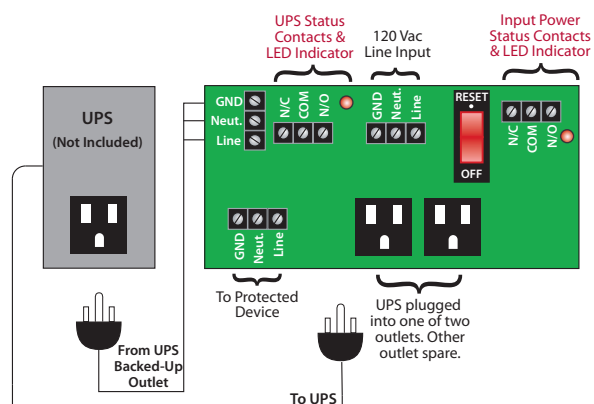 UPS Status
Contacts &
LED Indicator
120 Vac
Line Input
Input Power
Status Contacts
& LED Indicator
UPS
(Not Included)
GND
Neut.
Line
N/C
COM
N/O
GND
Neut.
Line
RESET
OFF
N/C
COM
N/O
GND
Neut.
Line
To Protected
Device
UPS plugged
into one of two
outlets. Other
outlet spare.
From UPS
Backed-Up
Outlet
To UPS